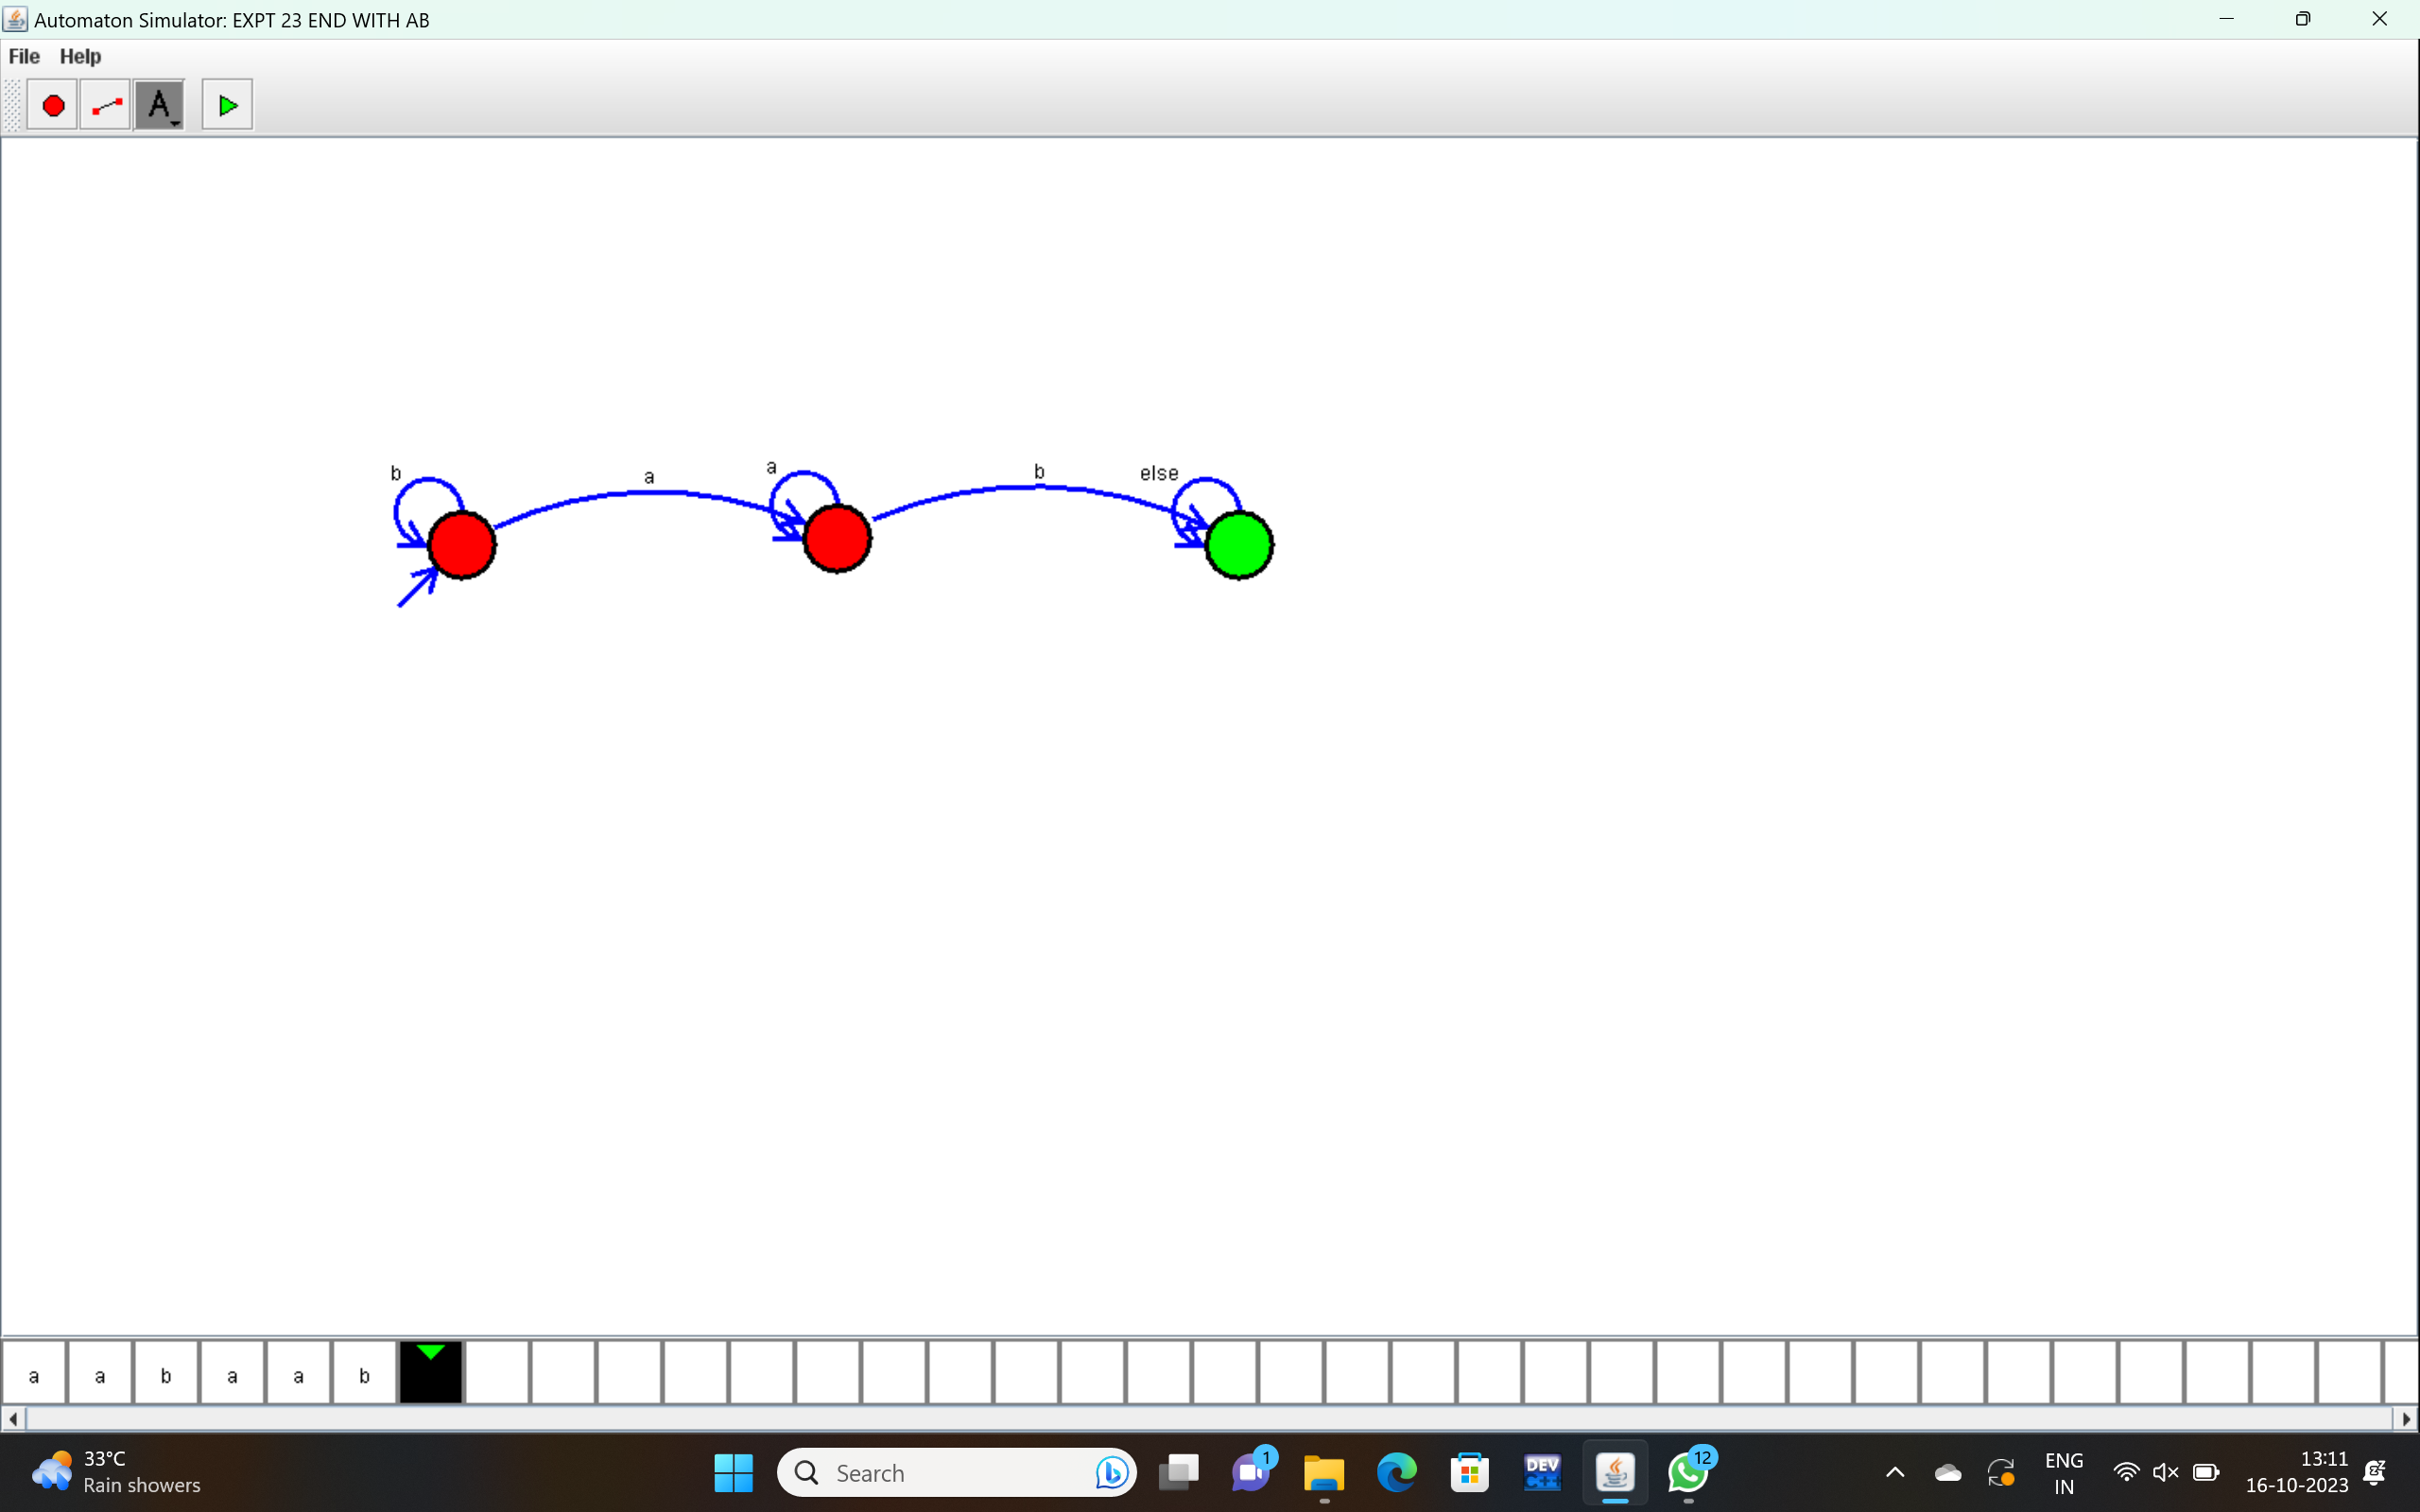 Automaton Simulator: EXPT 23 END WITH AB
File Help
A
b a a b else
a a b a a b
33°C
Rain showers
Search
1
DEV
C++
12
ENG
IN
13:11
16-10-2023